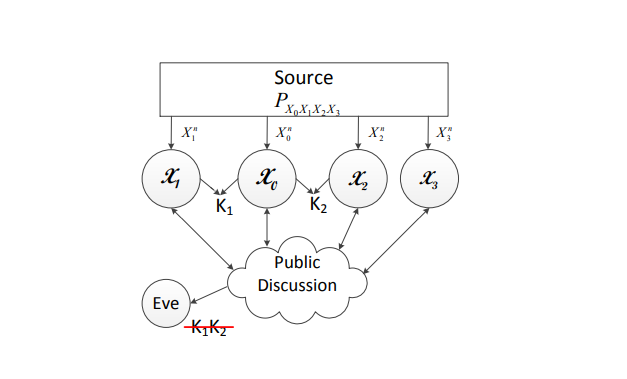 Source
P_{X_0X_1X_2X_3}
X_1^n X_0^n X_2^n X_3^n
𝒳_1 𝒳_0 𝒳_2 𝒳_3
K_1 K_2
Public
Discussion
Eve
K_1K_2